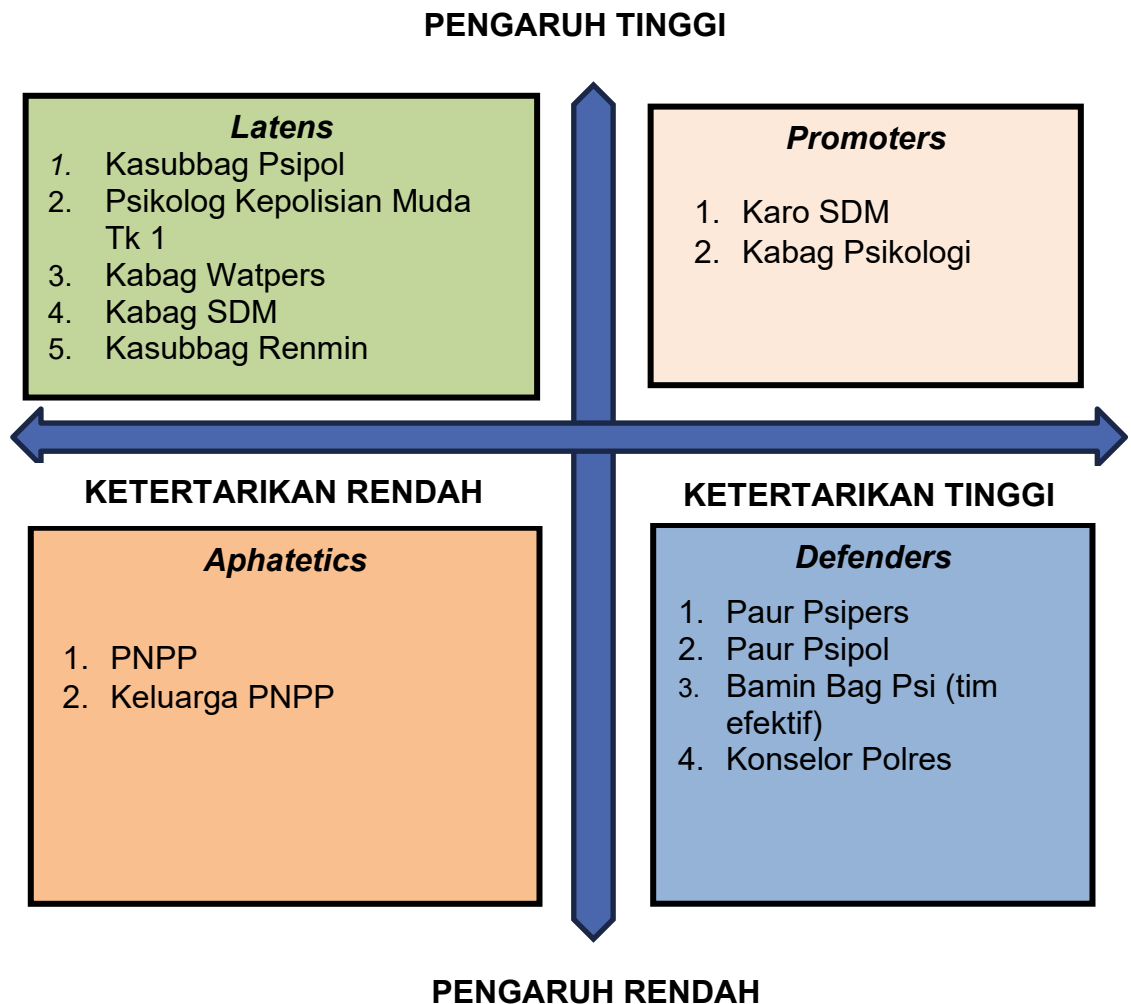 PENGARUH TINGGI
Latens
1. Kasubbag Psipol
2. Psikolog Kepolisian Muda
Tk 1
3. Kabag Watpers
4. Kabag SDM
5. Kasubbag Renmin
Promoters
1. Karo SDM
2. Kabag Psikologi
KETERTARIKAN RENDAH
KETERTARIKAN TINGGI
Aphatetics
1. PNPP
2. Keluarga PNPP
Defenders
1. Paur Psipers
2. Paur Psipol
3. Bamin Bag Psi (tim
efektif)
4. Konselor Polres
PENGARUH RENDAH